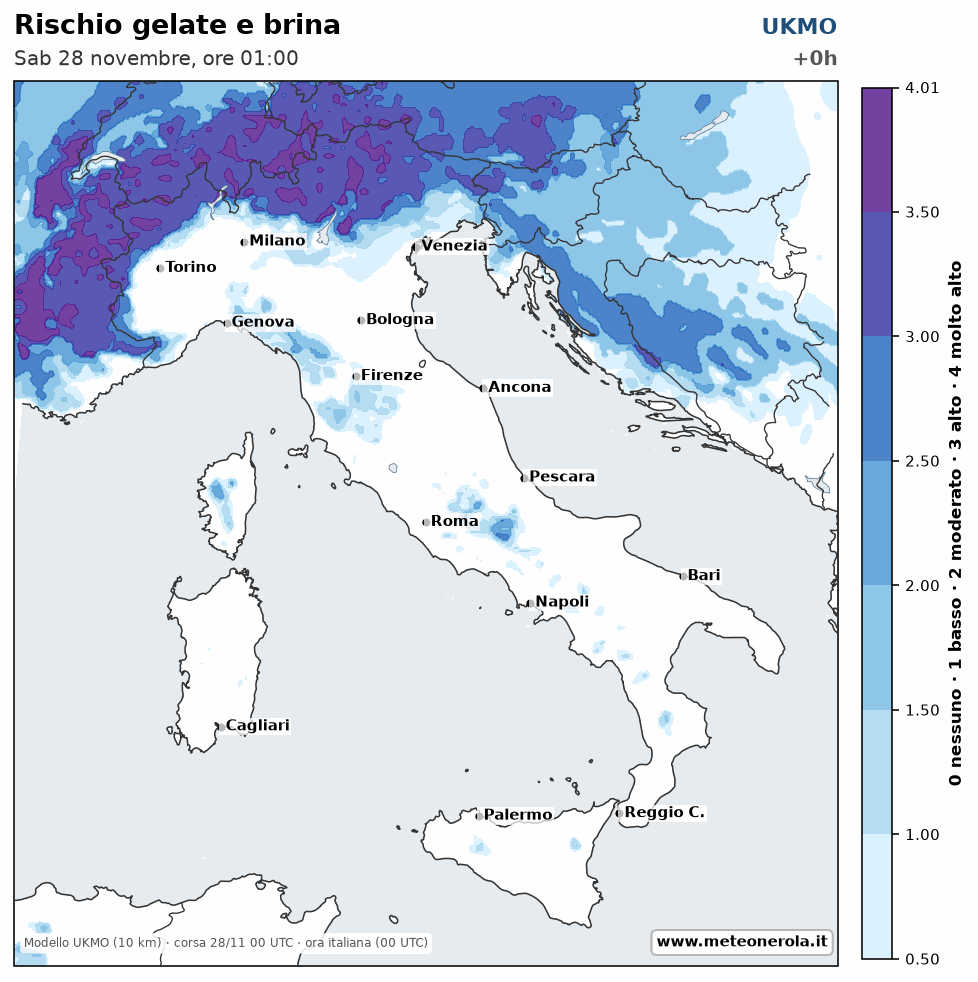 Rischio gelate e brina
UKMO
Sab 28 novembre, ore 01:00
+0h
4.01
3.50
3.00
2.50
2.00
1.50
1.00
0.50
0 nessuno · 1 basso · 2 moderato · 3 alto · 4 molto alto
Milano
Venezia
Torino
Genova
Bologna
Firenze
Ancona
Pescara
Roma
Bari
Napoli
Cagliari
Palermo
Reggio C.
Modello UKMO (10 km) · corsa 28/11 00 UTC · ora italiana (00 UTC)
www.meteonerola.it